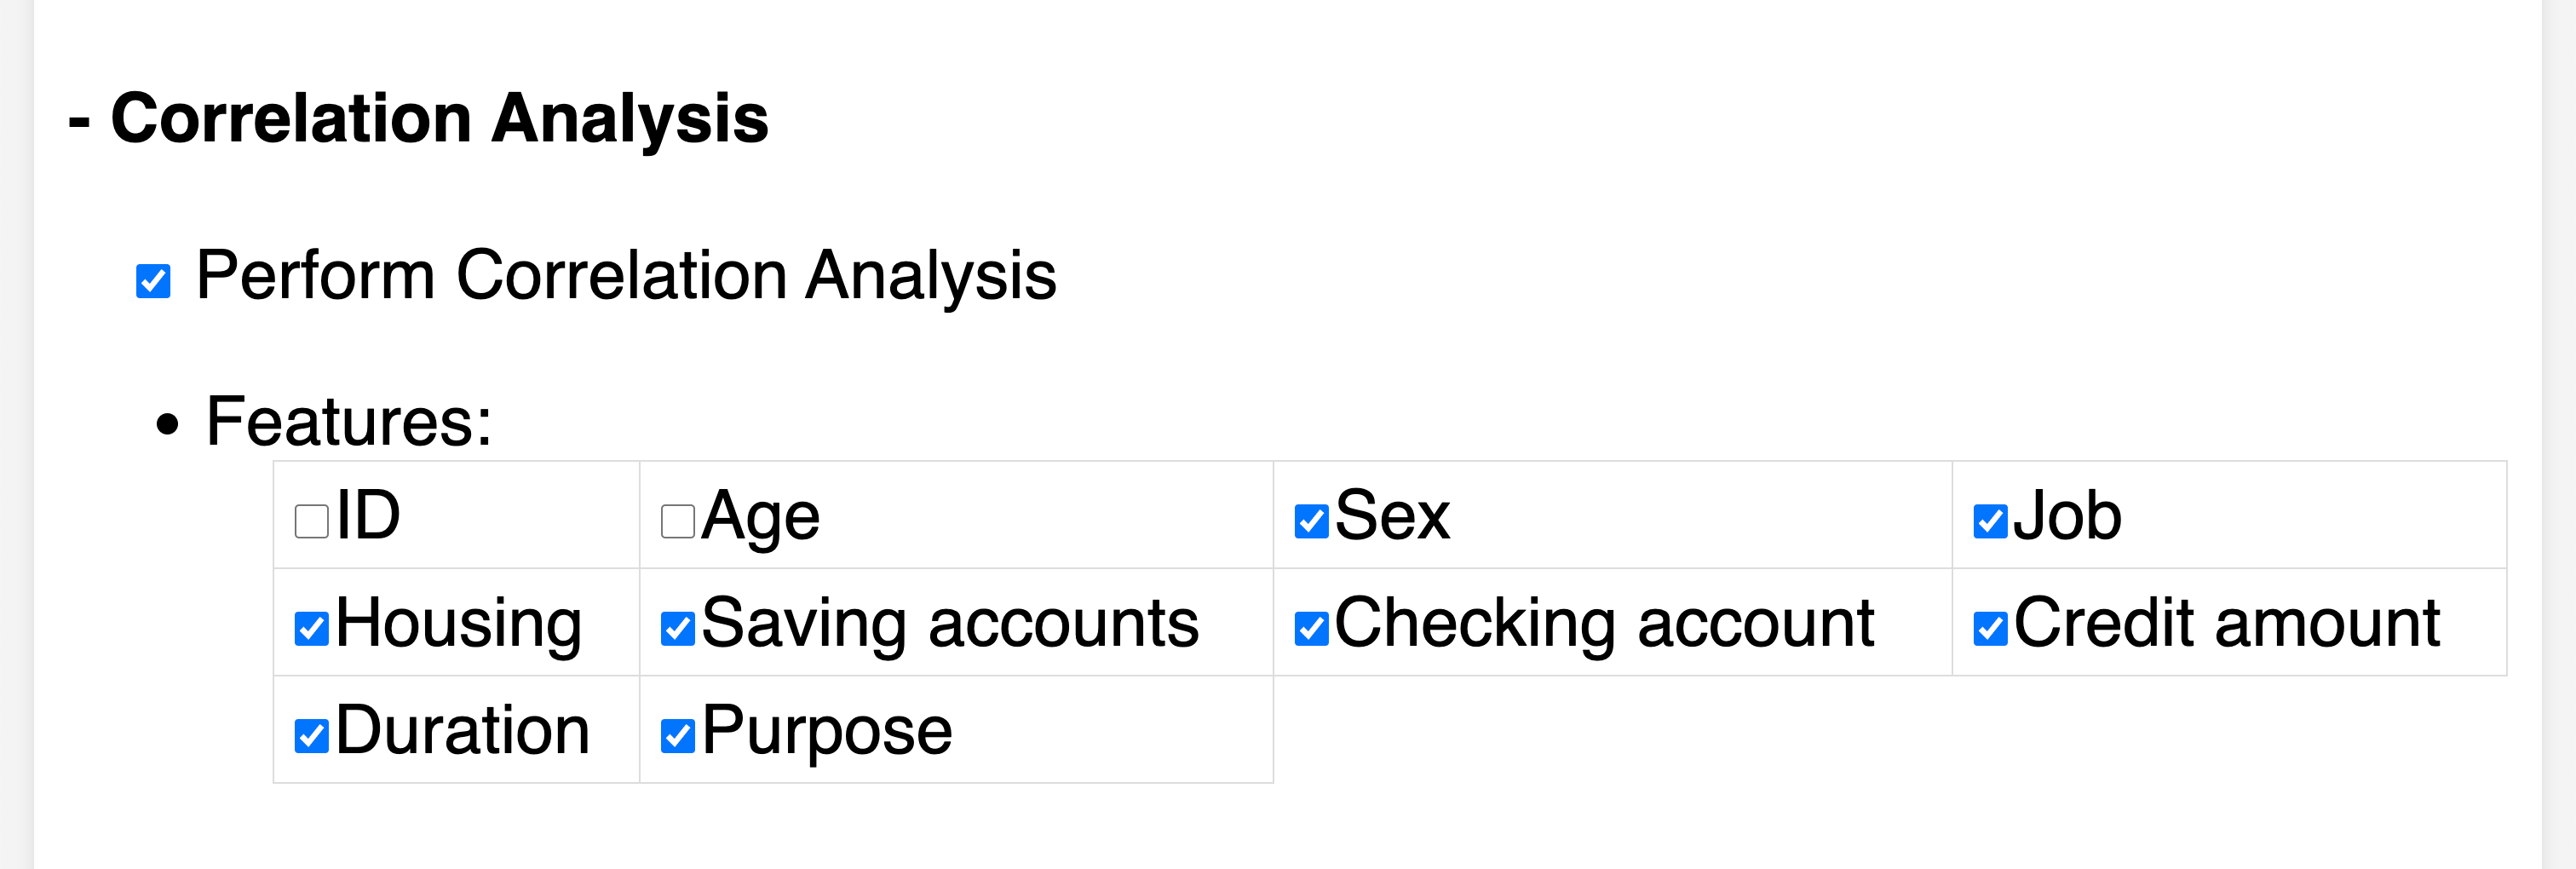 - Correlation Analysis
Perform Correlation Analysis
• Features:
ID Age Sex Job
Housing Saving accounts Checking account Credit amount
Duration Purpose